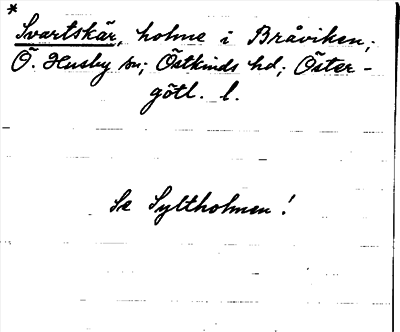 *
Svartskär, holme i Bråviken;
Ö. Husby sn; Östkinds hd; Öster-
götl. l.
Se Syltholmen!